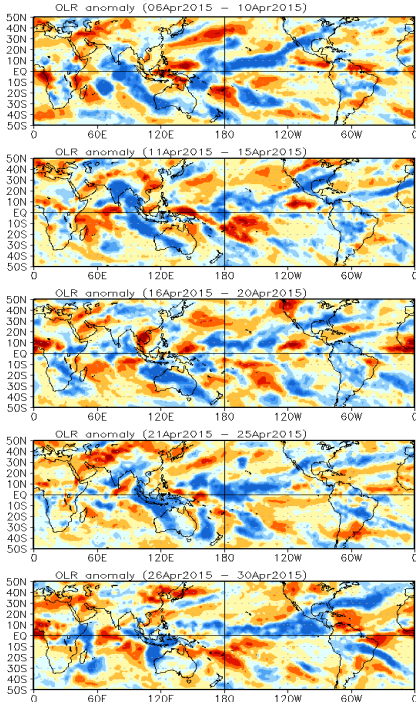 OLR anomaly (06Apr2015 – 10Apr2015)
50N
40N
30N
20N
10N
EQ
10S
20S
30S
40S
50S
0 60E 120E 180 120W 60W 0
OLR anomaly (11Apr2015 – 15Apr2015)
50N
40N
30N
20N
10N
EQ
10S
20S
30S
40S
50S
0 60E 120E 180 120W 60W 0
OLR anomaly (16Apr2015 – 20Apr2015)
50N
40N
30N
20N
10N
EQ
10S
20S
30S
40S
50S
0 60E 120E 180 120W 60W 0
OLR anomaly (21Apr2015 – 25Apr2015)
50N
40N
30N
20N
10N
EQ
10S
20S
30S
40S
50S
0 60E 120E 180 120W 60W 0
OLR anomaly (26Apr2015 – 30Apr2015)
50N
40N
30N
20N
10N
EQ
10S
20S
30S
40S
50S
0 60E 120E 180 120W 60W 0